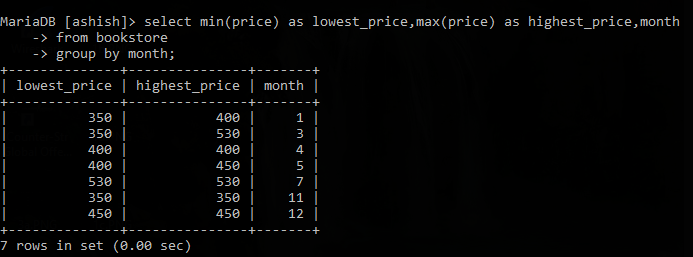 MariaDB [ashish]> select min(price) as lowest_price,max(price) as highest_price,month
    -> from bookstore
    -> group by month;
+--------------+---------------+-------+
| lowest_price | highest_price | month |
+--------------+---------------+-------+
|          350 |           400 |     1 |
|          350 |           530 |     3 |
|          400 |           400 |     4 |
|          400 |           450 |     5 |
|          530 |           530 |     7 |
|          350 |           350 |    11 |
|          450 |           450 |    12 |
+--------------+---------------+-------+
7 rows in set (0.00 sec)